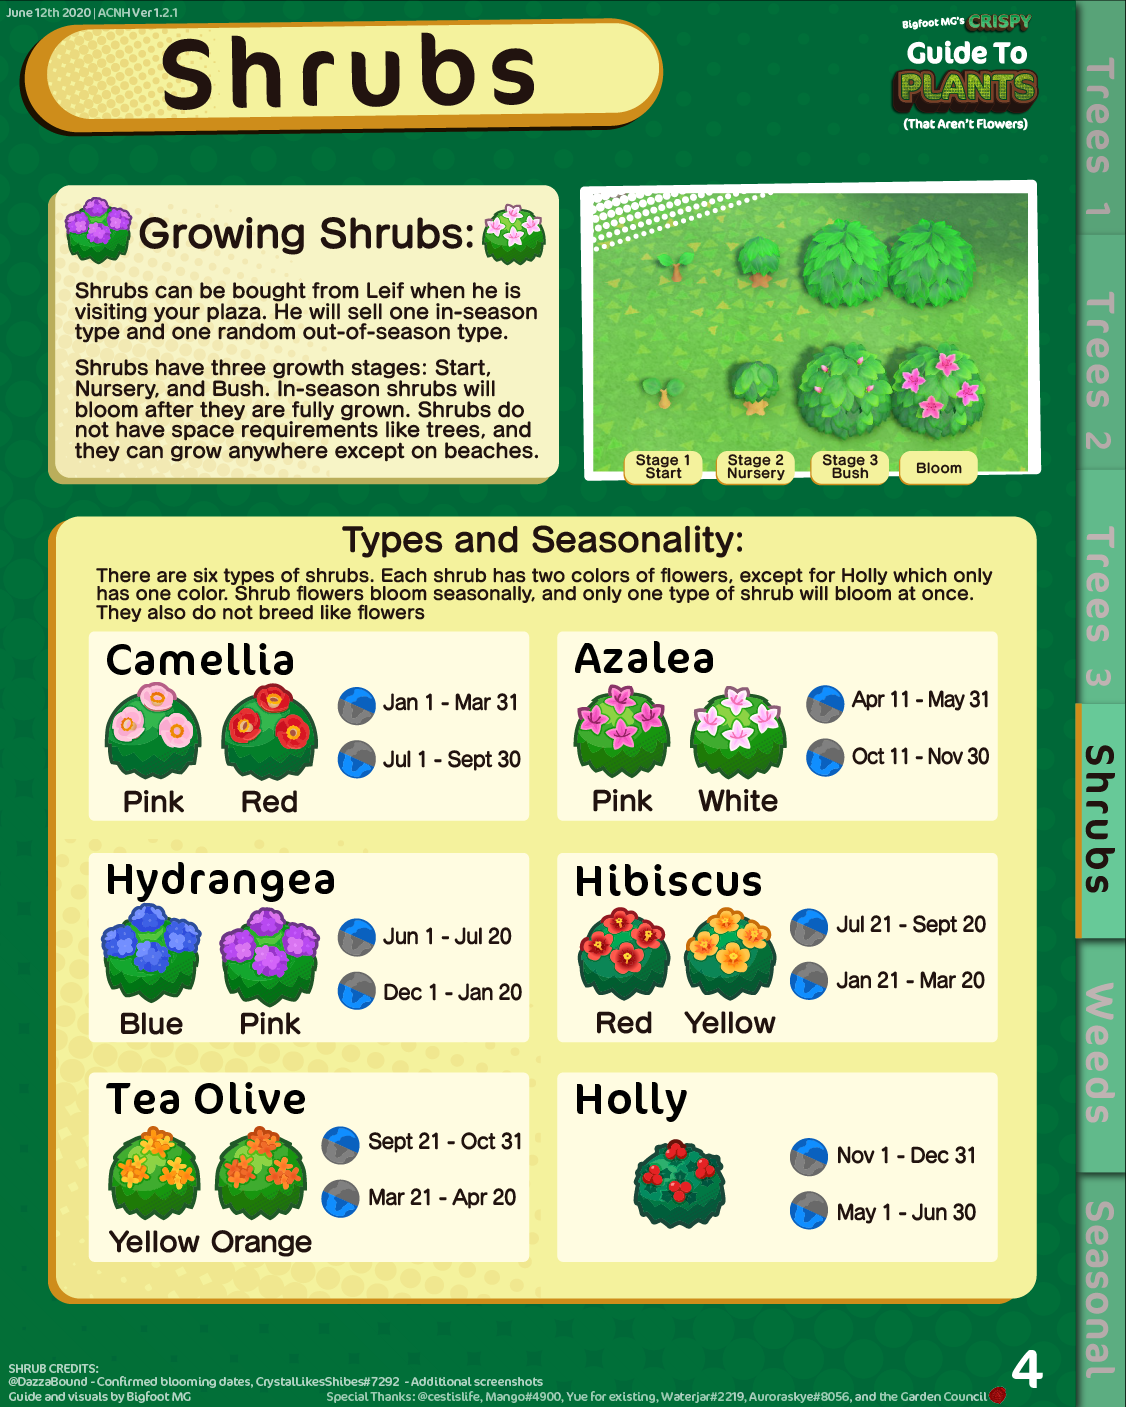 June 12th 2020 | ACNH Ver 1.2.1
Shrubs
Bigfoot MG's CRISPY
Guide To
PLANTS
(That Aren't Flowers)
Growing Shrubs:
Shrubs can be bought from Leif when he is
visiting your plaza. He will sell one in-season
type and one random out-of-season type.
Shrubs have three growth stages: Start,
Nursery, and Bush. In-season shrubs will
bloom after they are fully grown. Shrubs do
not have space requirements like trees, and
they can grow anywhere except on beaches.
Stage 1
Start
Stage 2
Nursery
Stage 3
Bush
Bloom
Types and Seasonality:
There are six types of shrubs. Each shrub has two colors of flowers, except for Holly which only
has one color. Shrub flowers bloom seasonally, and only one type of shrub will bloom at once.
They also do not breed like flowers
Camellia
Jan 1 - Mar 31
Jul 1 - Sept 30
Pink Red
Azalea
Apr 11 - May 31
Oct 11 - Nov 30
Pink White
Hydrangea
Jun 1 - Jul 20
Dec 1 - Jan 20
Blue Pink
Hibiscus
Jul 21 - Sept 20
Jan 21 - Mar 20
Red Yellow
Tea Olive
Sept 21 - Oct 31
Mar 21 - Apr 20
Yellow Orange
Holly
Nov 1 - Dec 31
May 1 - Jun 30
Trees 1
Trees 2
Trees 3
Shrubs
Weeds
Seasonal
SHRUB CREDITS:
@DazzaBound - Confirmed blooming dates, CrystalLikesShibes#7292 - Additional screenshots
Guide and visuals by Bigfoot MG
Special Thanks: @cestislife, Mango#4900, Yue for existing, Waterjar#2219, Auroraskye#8056, and the Garden Council
4